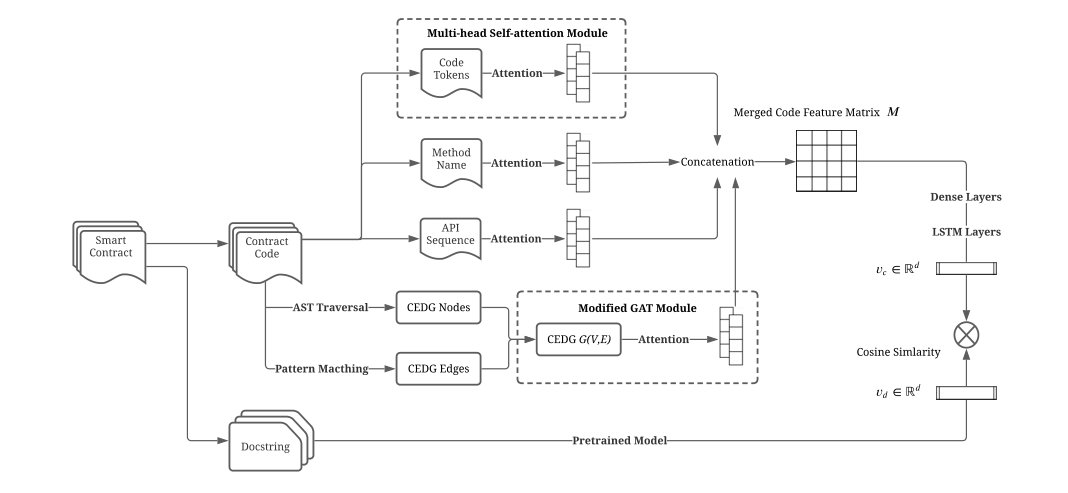 Multi-head Self-attention Module
Code
Tokens
Attention
Merged Code Feature Matrix M
Method
Name
Attention
Concatenation
Dense Layers
LSTM Layers
Smart
Contract
Contract
Code
API
Sequence
Attention
v_c ∈ ℝ^d
AST Traversal
CEDG Nodes
Modified GAT Module
CEDG G(V,E)
Attention
Cosine Simlarity
Pattern Macthing
CEDG Edges
v_d ∈ ℝ^d
Docstring
Pretrained Model